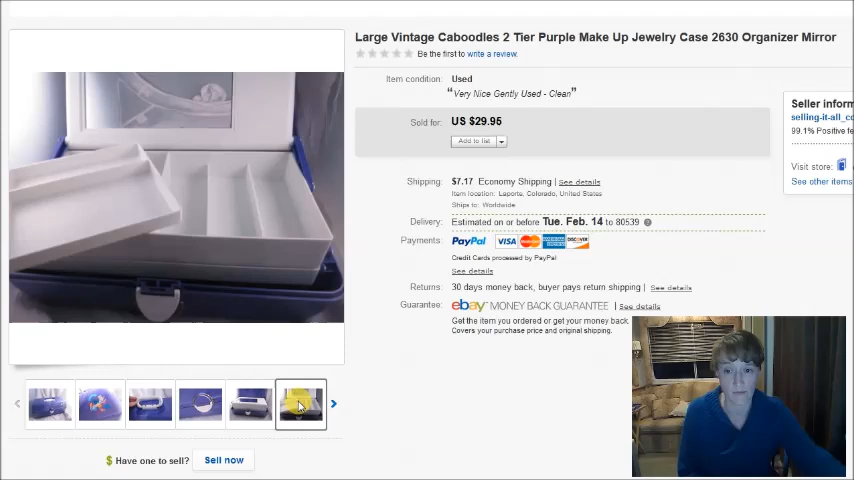 Large Vintage Caboodles 2 Tier Purple Make Up Jewelry Case 2630 Organizer Mirror
Be the first to write a review.
Item condition: Used
"Very Nice Gently Used - Clean"
Seller inform
selling-it-all_co
99.1% Positive fe
Sold for: US $29.95
Add to list
Visit store:
See other items
Shipping: $7.17 Economy Shipping | See details
Item location: Laporte, Colorado, United States
Ships to: Worldwide
Delivery: Estimated on or before Tue. Feb. 14 to 80539
Payments: PayPal VISA MasterCard DISCOVER
Credit Cards processed by PayPal
See details
Returns: 30 days money back, buyer pays return shipping | See details
Guarantee: ebay MONEY BACK GUARANTEE | See details
Get the item you ordered or get your money back.
Covers your purchase price and original shipping.
$ Have one to sell? Sell now